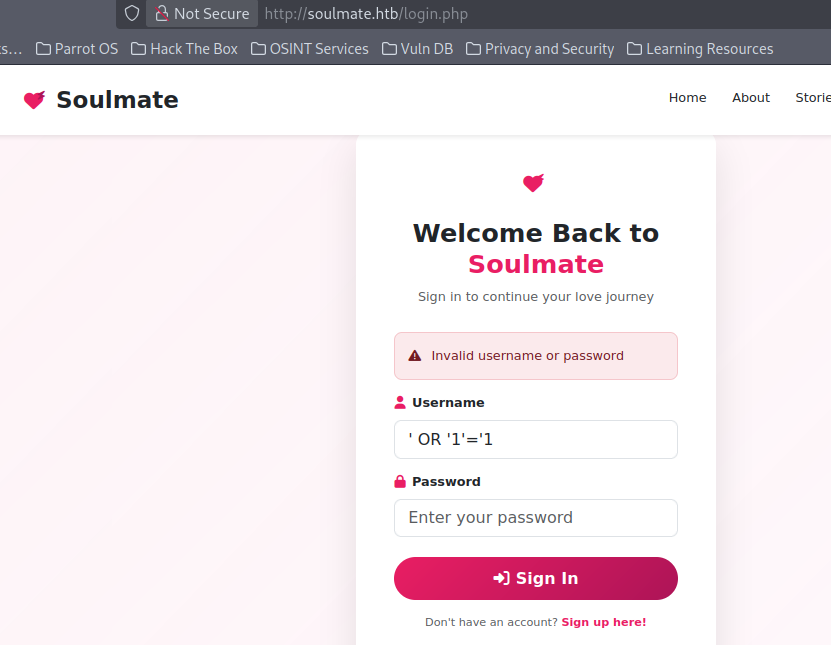 Not Secure http://soulmate.htb/login.php
s… Parrot OS Hack The Box OSINT Services Vuln DB Privacy and Security Learning Resources
Soulmate Home About Storie
Welcome Back to
Soulmate
Sign in to continue your love journey
Invalid username or password
Username
' OR '1'='1
Password
Enter your password
Sign In
Don't have an account? Sign up here!